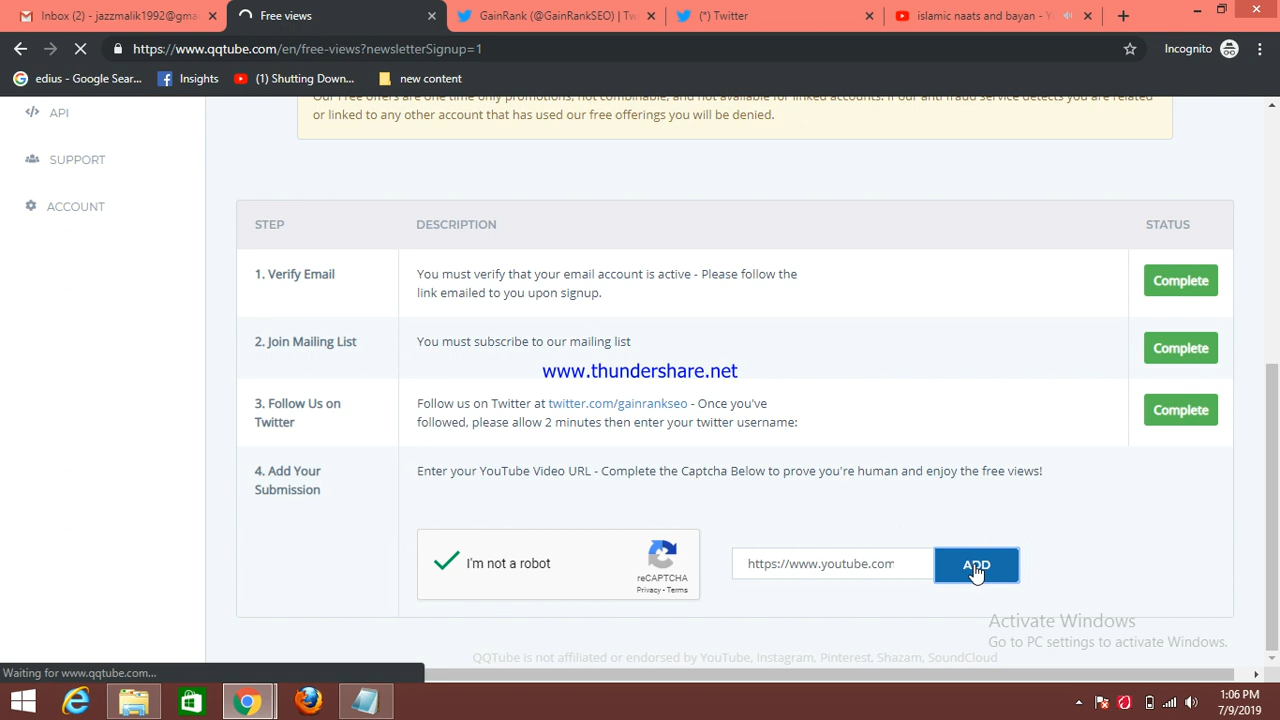 Inbox (2) - jazzmalik1992@gma
Free views
GainRank (@GainRankSEO) | Tw
(*) Twitter
islamic naats and bayan - Y
https://www.qqtube.com/en/free-views?newsletterSignup=1
Incognito
edius - Google Sear...
Insights
(1) Shutting Down...
new content
API
SUPPORT
ACCOUNT
Our Free offers are one time only promotions, not combinable, and not available for linked accounts. If our anti fraud service detects you are related
or linked to any other account that has used our free offerings you will be denied.
STEP
DESCRIPTION
STATUS
1. Verify Email
You must verify that your email account is active - Please follow the
link emailed to you upon signup.
Complete
2. Join Mailing List
You must subscribe to our mailing list
Complete
www.thundershare.net
3. Follow Us on
Twitter
Follow us on Twitter at twitter.com/gainrankseo - Once you've
followed, please allow 2 minutes then enter your twitter username:
Complete
4. Add Your
Submission
Enter your YouTube Video URL - Complete the Captcha Below to prove you're human and enjoy the free views!
I'm not a robot
reCAPTCHA
Privacy - Terms
https://www.youtube.com
ADD
Activate Windows
Go to PC settings to activate Windows.
QQTube is not affiliated or endorsed by YouTube, Instagram, Pinterest, Shazam, SoundCloud
Waiting for www.qqtube.com...
1:06 PM
7/9/2019